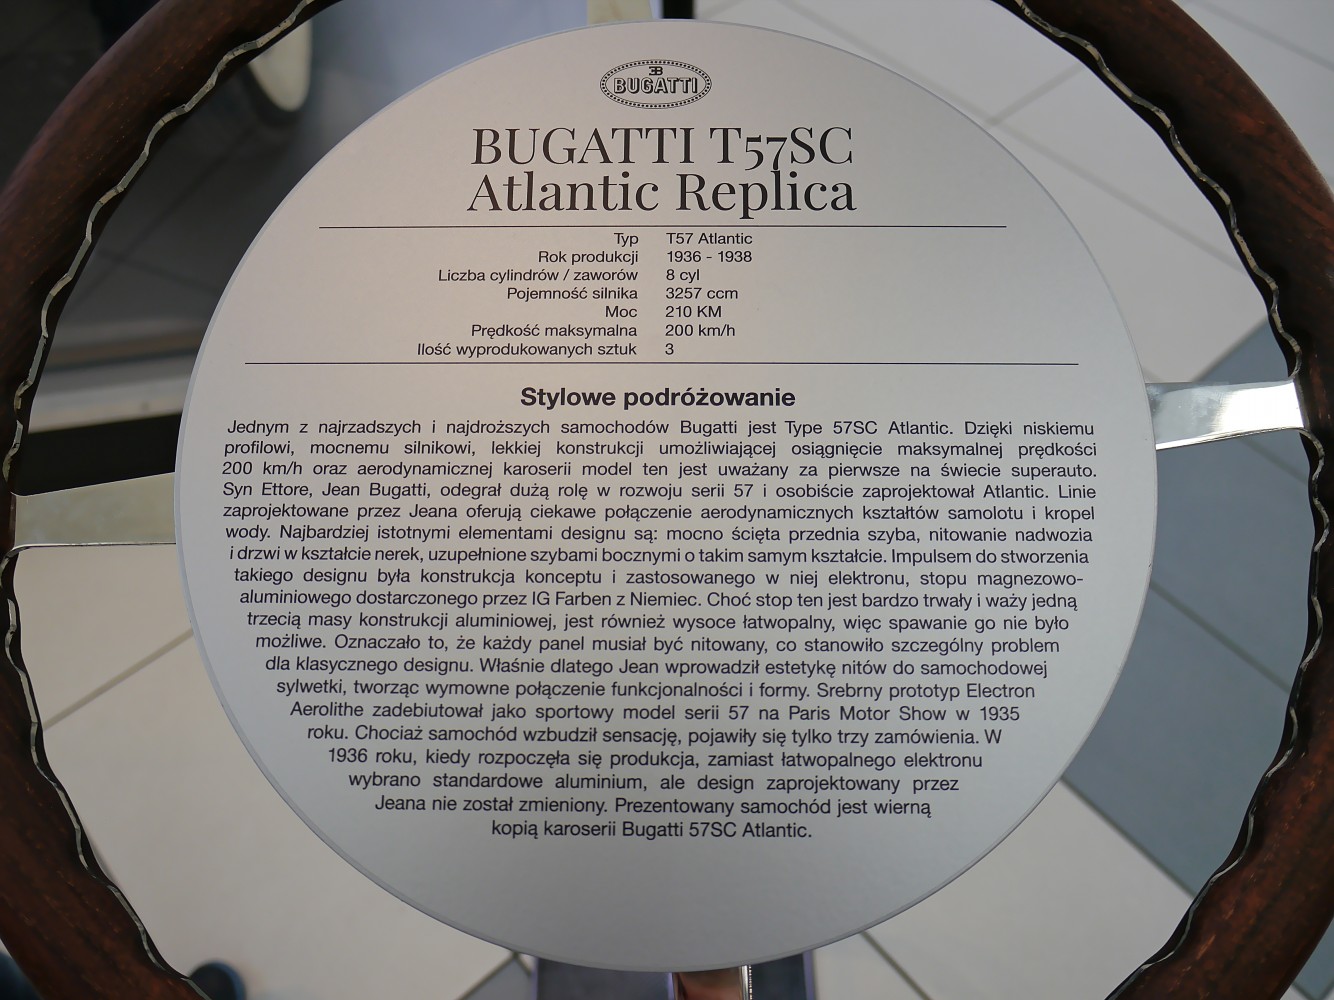 EB
BUGATTI
BUGATTI T57SC
Atlantic Replica
Typ T57 Atlantic
Rok produkcji 1936 - 1938
Liczba cylindrów / zaworów 8 cyl
Pojemność silnika 3257 ccm
Moc 210 KM
Prędkość maksymalna 200 km/h
Ilość wyprodukowanych sztuk 3
Stylowe podróżowanie
Jednym z najrzadszych i najdroższych samochodów Bugatti jest Type 57SC Atlantic. Dzięki niskiemu
profilowi, mocnemu silnikowi, lekkiej konstrukcji umożliwiającej osiągnięcie maksymalnej prędkości
200 km/h oraz aerodynamicznej karoserii model ten jest uważany za pierwsze na świecie superauto.
Syn Ettore, Jean Bugatti, odegrał dużą rolę w rozwoju serii 57 i osobiście zaprojektował Atlantic. Linie
zaprojektowane przez Jeana oferują ciekawe połączenie aerodynamicznych kształtów samolotu i kropel
wody. Najbardziej istotnymi elementami designu są: mocno ścięta przednia szyba, nitowanie nadwozia
i drzwi w kształcie nerek, uzupełnione szybami bocznymi o takim samym kształcie. Impulsem do stworzenia
takiego designu była konstrukcja konceptu i zastosowanego w niej elektronu, stopu magnezowo-
aluminiowego dostarczonego przez IG Farben z Niemiec. Choć stop ten jest bardzo trwały i waży jedną
trzecią masy konstrukcji aluminiowej, jest również wysoce łatwopalny, więc spawanie go nie było
możliwe. Oznaczało to, że każdy panel musiał być nitowany, co stanowiło szczególny problem
dla klasycznego designu. Właśnie dlatego Jean wprowadził estetykę nitów do samochodowej
sylwetki, tworząc wymowne połączenie funkcjonalności i formy. Srebrny prototyp Electron
Aerolithe zadebiutował jako sportowy model serii 57 na Paris Motor Show w 1935
roku. Chociaż samochód wzbudził sensację, pojawiły się tylko trzy zamówienia. W
1936 roku, kiedy rozpoczęła się produkcja, zamiast łatwopalnego elektronu
wybrano standardowe aluminium, ale design zaprojektowany przez
Jeana nie został zmieniony. Prezentowany samochód jest wierną
kopią karoserii Bugatti 57SC Atlantic.